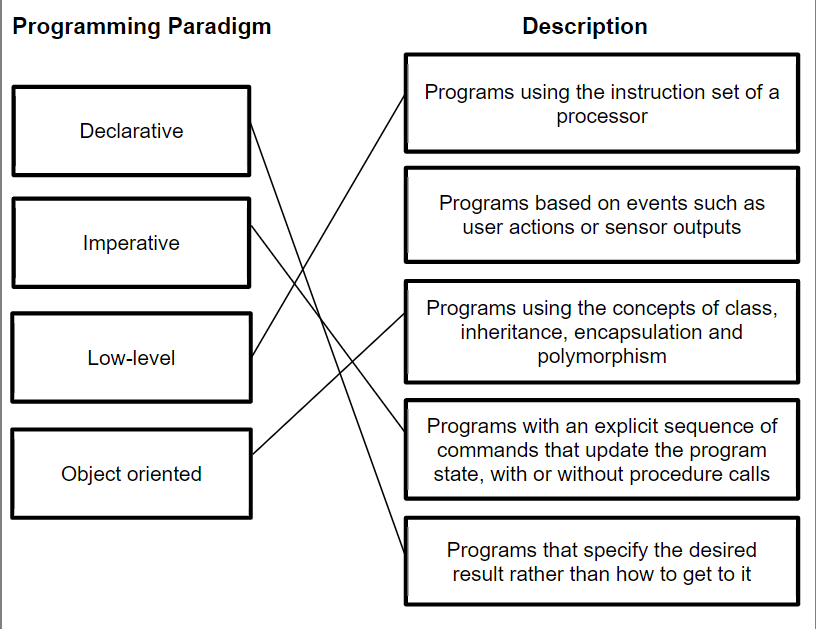 Programming Paradigm
Description
Declarative
Imperative
Low-level
Object oriented
Programs using the instruction set of a
processor
Programs based on events such as
user actions or sensor outputs
Programs using the concepts of class,
inheritance, encapsulation and
polymorphism
Programs with an explicit sequence of
commands that update the program
state, with or without procedure calls
Programs that specify the desired
result rather than how to get to it